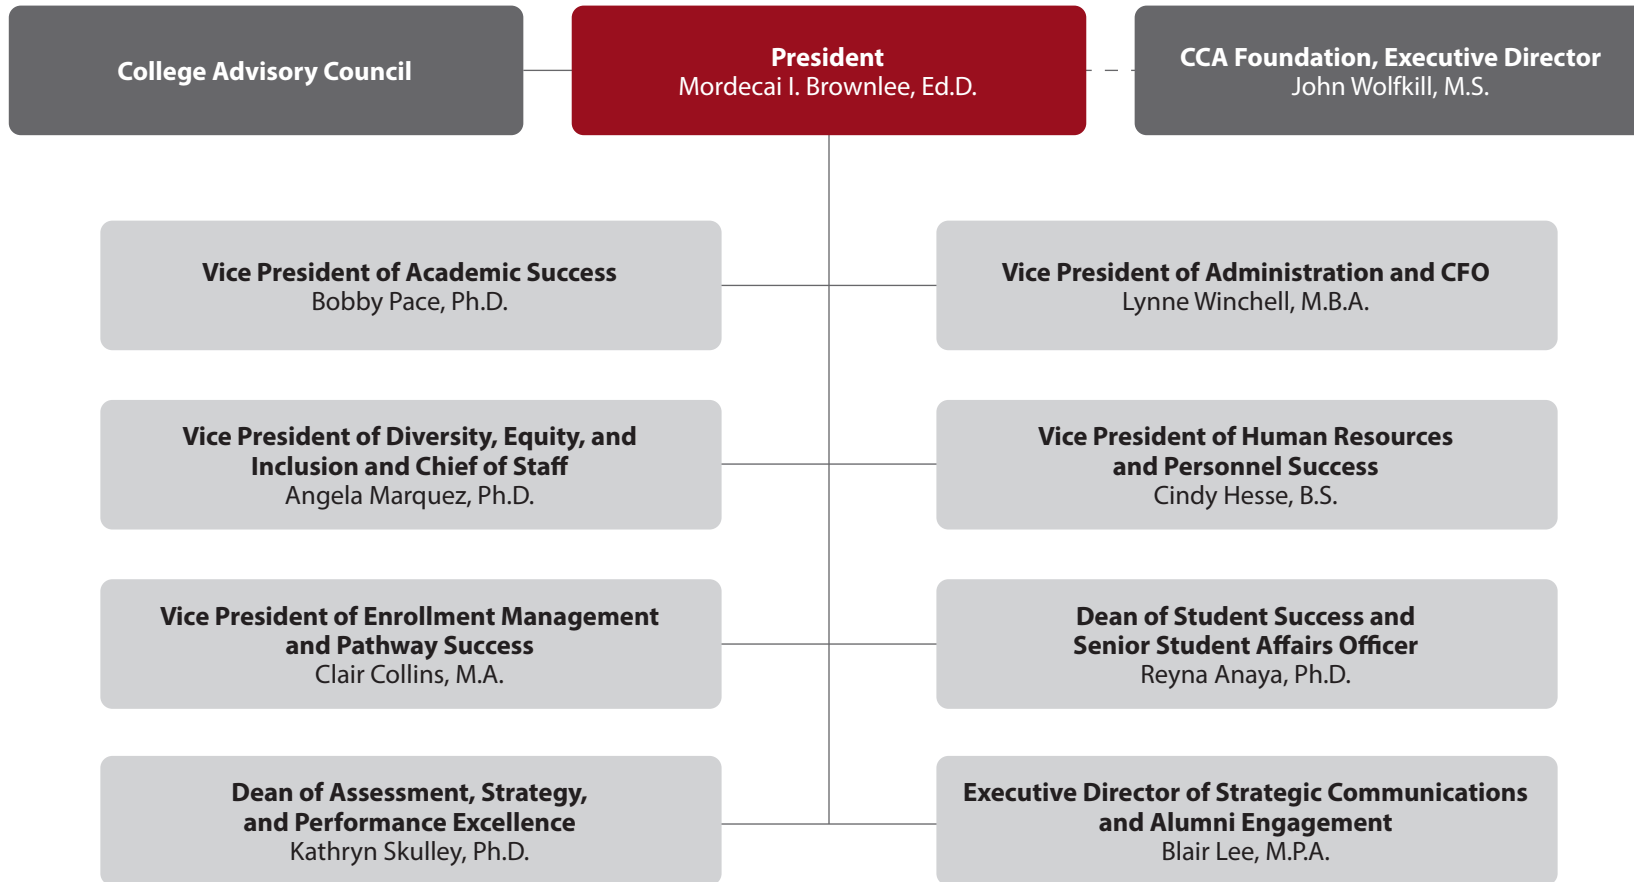 College Advisory Council
President
Mordecai I. Brownlee, Ed.D.
CCA Foundation, Executive Director
John Wolfkill, M.S.
Vice President of Academic Success
Bobby Pace, Ph.D.
Vice President of Administration and CFO
Lynne Winchell, M.B.A.
Vice President of Diversity, Equity, and
Inclusion and Chief of Staff
Angela Marquez, Ph.D.
Vice President of Human Resources
and Personnel Success
Cindy Hesse, B.S.
Vice President of Enrollment Management
and Pathway Success
Clair Collins, M.A.
Dean of Student Success and
Senior Student Affairs Officer
Reyna Anaya, Ph.D.
Dean of Assessment, Strategy,
and Performance Excellence
Kathryn Skulley, Ph.D.
Executive Director of Strategic Communications
and Alumni Engagement
Blair Lee, M.P.A.